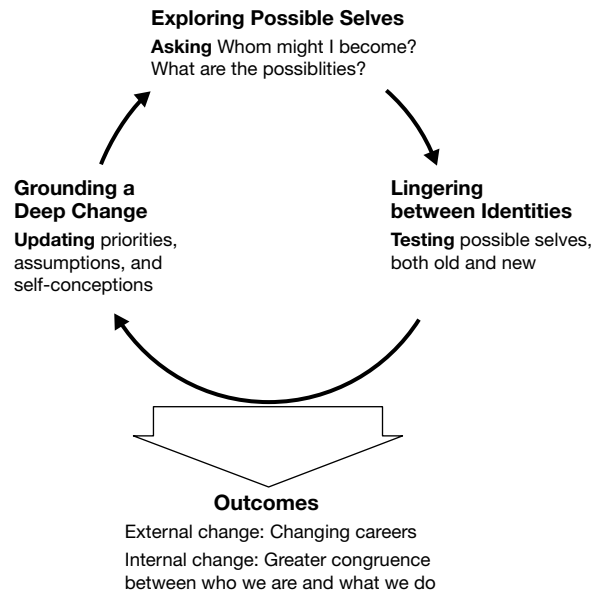 Exploring Possible Selves
Asking Whom might I become?
What are the possiblities?
Lingering
between Identities
Testing possible selves,
both old and new
Grounding a
Deep Change
Updating priorities,
assumptions, and
self-conceptions
Outcomes
External change: Changing careers
Internal change: Greater congruence
between who we are and what we do